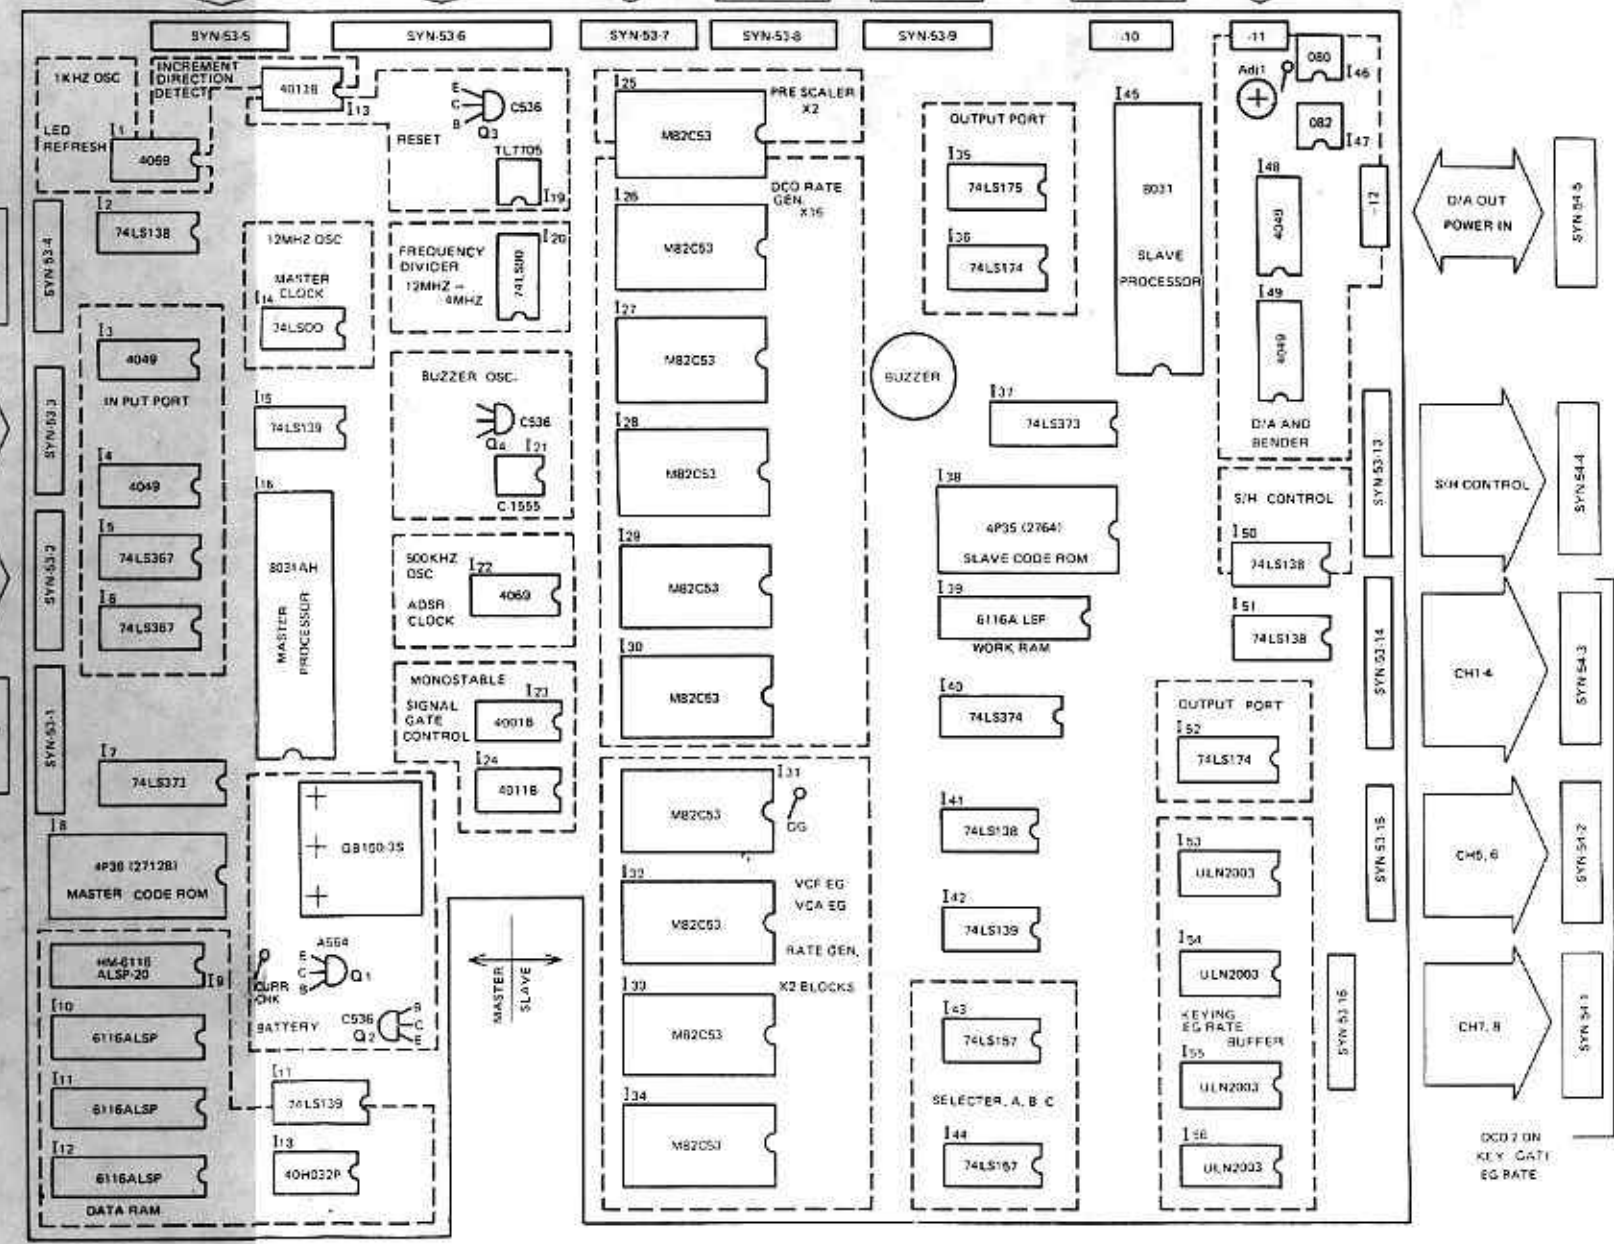 SYN-53-5
SYN-53-6
SYN-53-7
SYN-53-8
SYN-53-9
-10
-11
1KHZ OSC
LED
REFRESH
I1
4069
INCREMENT
DIRECTION
DETECT
4013B
I13
E
C
B
C536
Q3
RESET
TL7705
I19
I2
74LS138
SYN-53-4
12MHZ OSC
MASTER
CLOCK
I14
74LS00
FREQUENCY
DIVIDER
12MHZ –
4MHZ
I20
74LS00
I3
4049
IN PUT PORT
I4
4049
I5
74LS367
I6
74LS367
SYN-53-3
SYN-53-2
SYN-53-1
I15
74LS139
I16
8031AH
MASTER
PROCESSOR
BUZZER OSC.
C536
Q4
I21
C-1555
500KHZ
OSC
ADSR
CLOCK
I22
4069
MONOSTABLE
SIGNAL
GATE
CONTROL
I23
4001B
I24
4011B
I7
74LS373
I8
4P36 (27128)
MASTER CODE ROM
GB150-3S
A564
E
C
B
Q1
CURR
CHK
BATTERY
C536
Q2
B
C
E
HM-6116
ALSP-20
I9
I10
6116ALSP
I11
6116ALSP
I12
6116ALSP
DATA RAM
I11
74LS139
I13
40H032P
MASTER
SLAVE
I25
M82C53
PRE SCALER
X2
I26
M82C53
DCO RATE
GEN.
X16
I27
M82C53
I28
M82C53
I29
M82C53
I30
M82C53
I31
M82C53
GG
I32
M82C53
VCF EG
VCA EG
RATE GEN.
X2 BLOCKS
I33
M82C53
I34
M82C53
OUTPUT PORT
I35
74LS175
I36
74LS174
BUZZER
I37
74LS373
I38
4P35 (2764)
SLAVE CODE ROM
I39
6116A LSP
WORK RAM
I40
74LS374
I41
74LS138
I42
74LS139
I43
74LS157
SELECTER, A, B C
I44
74LS157
I45
8031
SLAVE
PROCESSOR
Adj1
080
I46
082
I47
I48
4049
I49
4049
D/A AND
BENDER
-12
S/H CONTROL
I50
74LS138
I51
74LS138
OUTPUT PORT
I52
74LS174
I53
ULN2003
I54
ULN2003
KEYING
EG RATE
BUFFER
I55
ULN2003
I56
ULN2003
SYN-53-13
SYN-53-14
SYN-53-15
SYN-53-16
D/A OUT
POWER IN
SYN-54-5
S/H CONTROL
SYN-54-4
CH1-4
SYN-54-3
CH5, 6
SYN-54-2
CH7, 8
SYN-54-1
DCO 2 ON
KEY GATE
EG RATE